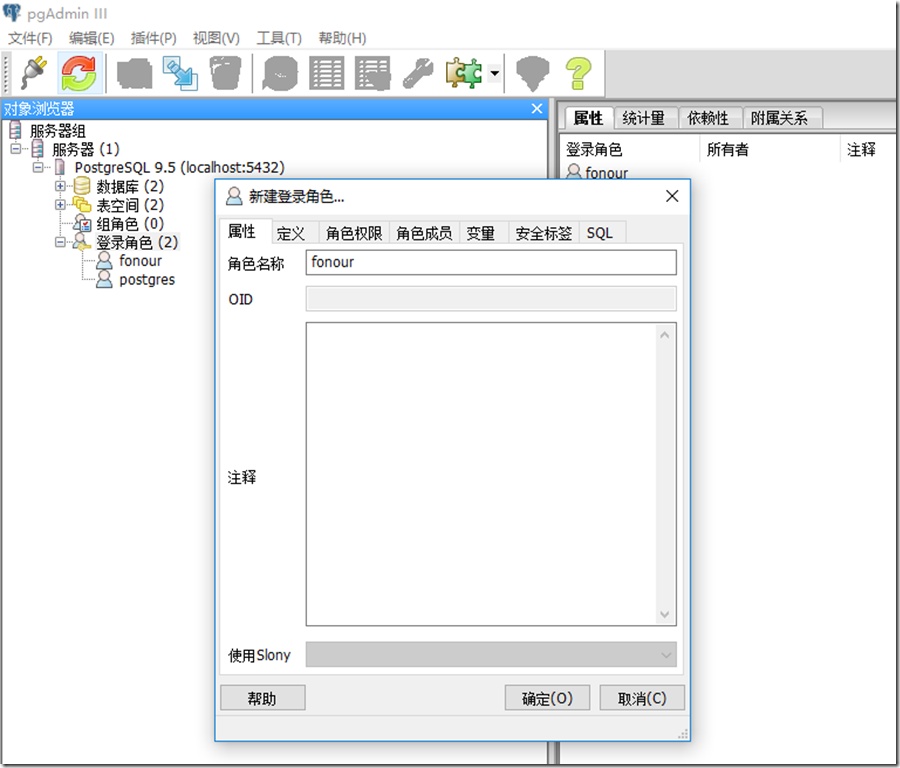 pgAdmin III
文件(F) 编辑(E) 插件(P) 视图(V) 工具(T) 帮助(H)
对象浏览器
服务器组
服务器 (1)
PostgreSQL 9.5 (localhost:5432)
数据库 (2)
表空间 (2)
组角色 (0)
登录角色 (2)
fonour
postgres
属性 统计量 依赖性 附属关系
登录角色 所有者 注释
fonour
新建登录角色...
属性 定义 角色权限 角色成员 变量 安全标签 SQL
角色名称 fonour
OID
注释
使用Slony
帮助 确定(O) 取消(C)